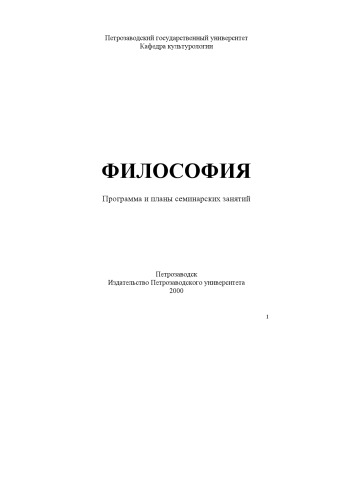 Петрозаводский государственный университет
Кафедра культурологии
ФИЛОСОФИЯ
Программа и планы семинарских занятий
Петрозаводск
Издательство Петрозаводского университета
2000
1